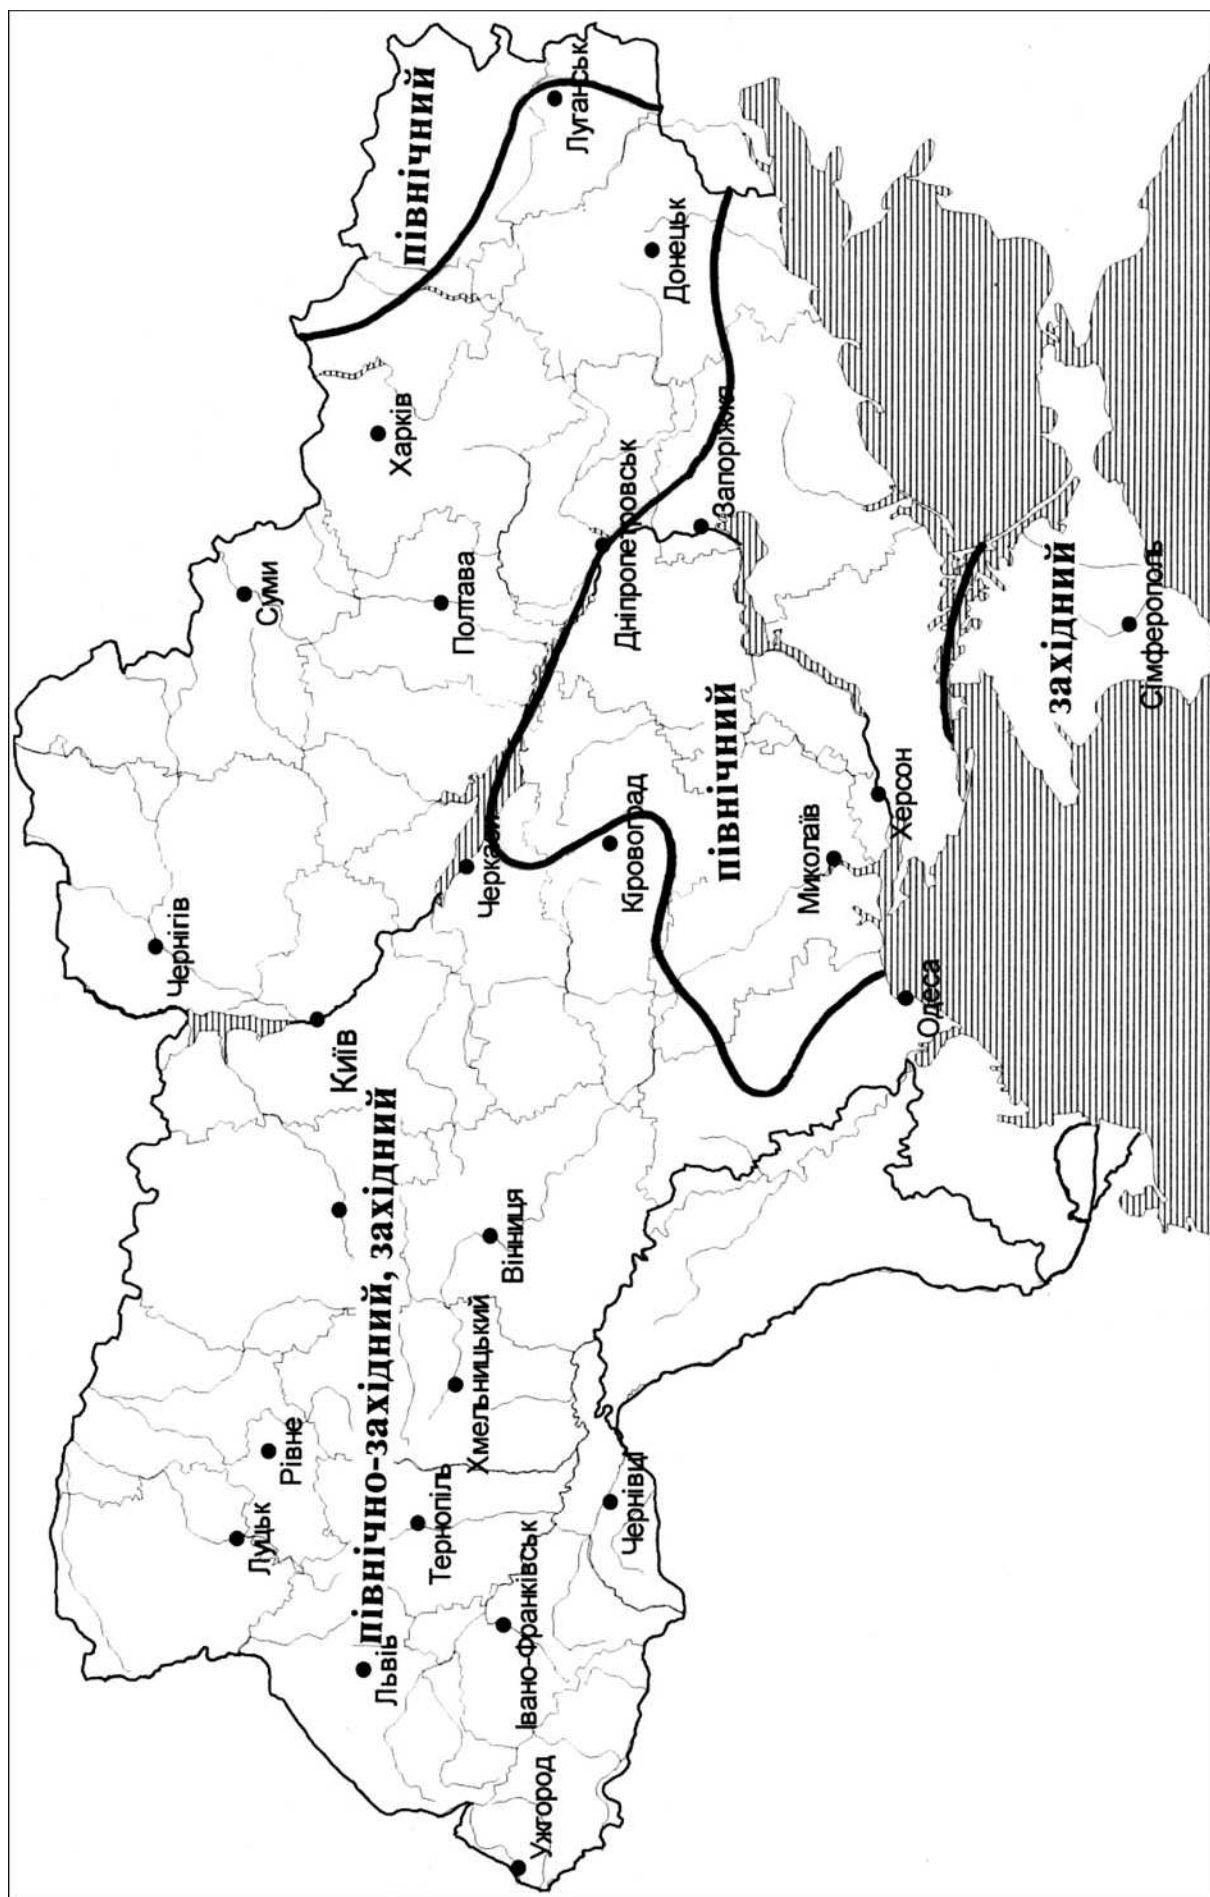 Чернігів
Суми
Луцьк
Рівне
Київ
Харків
північний
Львів
північно-західний, західний
Тернопіль
Хмельницький
Полтава
Черкаси
Луганськ
Ужгород
Івано-Франківськ
Вінниця
Чернівці
Кіровоград
Дніпропетровськ
Донецьк
Запоріжжя
північний
Миколаїв
Херсон
Одеса
західний
Сімферополь